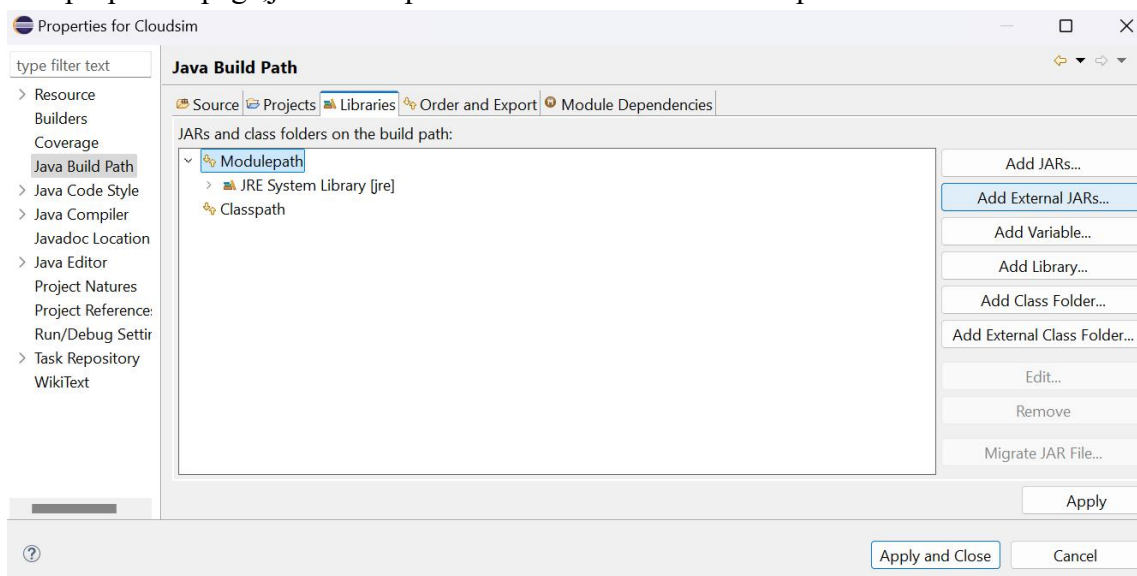 Properties for Cloudsim
type filter text
Resource
Builders
Coverage
Java Build Path
Java Code Style
Java Compiler
Javadoc Location
Java Editor
Project Natures
Project Reference
Run/Debug Settin
Task Repository
WikiText
Java Build Path
Source Projects Libraries Order and Export Module Dependencies
JARs and class folders on the build path:
Modulepath
JRE System Library [jre]
Classpath
Add JARs...
Add External JARs...
Add Variable...
Add Library...
Add Class Folder...
Add External Class Folder...
Edit...
Remove
Migrate JAR File...
Apply
Apply and Close Cancel